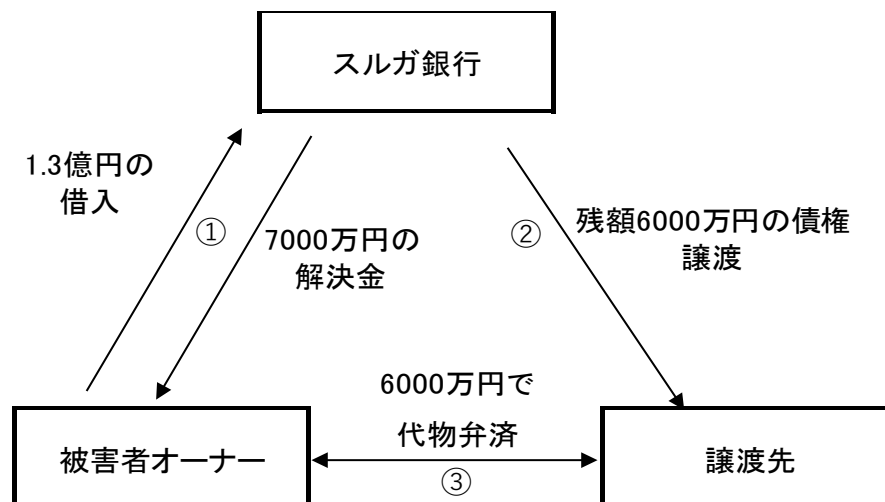 スルガ銀行
1.3億円の
借入
①
7000万円の
解決金
②
残額6000万円の債権
譲渡
6000万円で
代物弁済
③
被害者オーナー
譲渡先